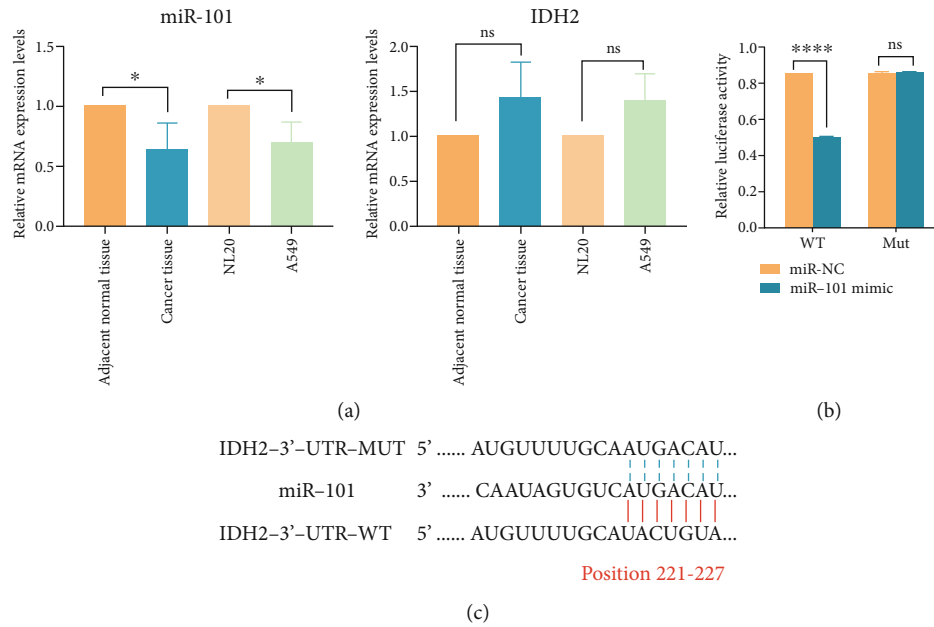 miR-101
Relative mRNA expression levels
1.5
1.0
0.5
0.0
*
*
Adjacent normal tissue
Cancer tissue
NL20
A549
IDH2
Relative mRNA expression levels
2.0
1.5
1.0
0.5
0.0
ns
ns
Adjacent normal tissue
Cancer tissue
NL20
A549
(a)
Relative luciferase activity
1.0
0.8
0.6
0.4
0.2
0.0
****
ns
WT
Mut
miR-NC
miR–101 mimic
(b)
IDH2–3’–UTR–MUT 5’ ...... AUGUUUUGCAAUGACAU...
miR–101 3’ ...... CAAUAGUGUCAUGACAU...
IDH2–3’–UTR–WT 5’ ...... AUGUUUUGCAUACUGUA...
Position 221-227
(c)